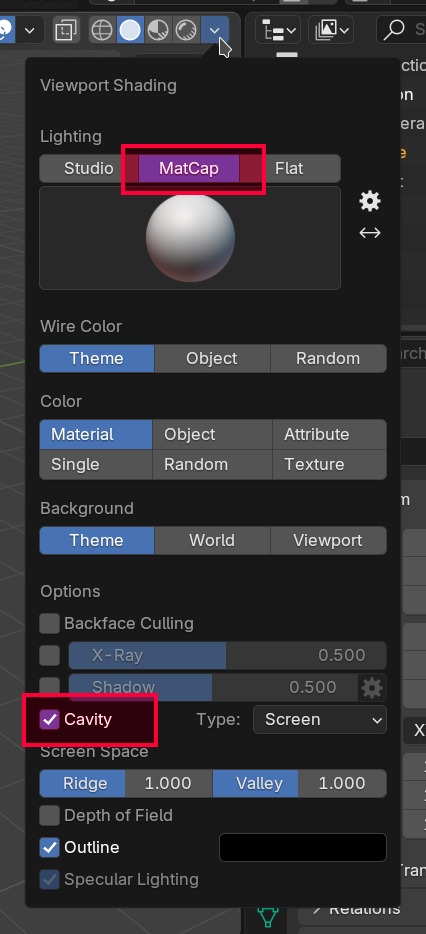 Viewport Shading
Lighting
Studio MatCap Flat
Wire Color
Theme Object Random
Color
Material Object Attribute
Single Random Texture
Background
Theme World Viewport
Options
Backface Culling
X-Ray 0.500
Shadow 0.500
Cavity Type: Screen
Screen Space
Ridge 1.000 Valley 1.000
Depth of Field
Outline
Specular Lighting
Relations